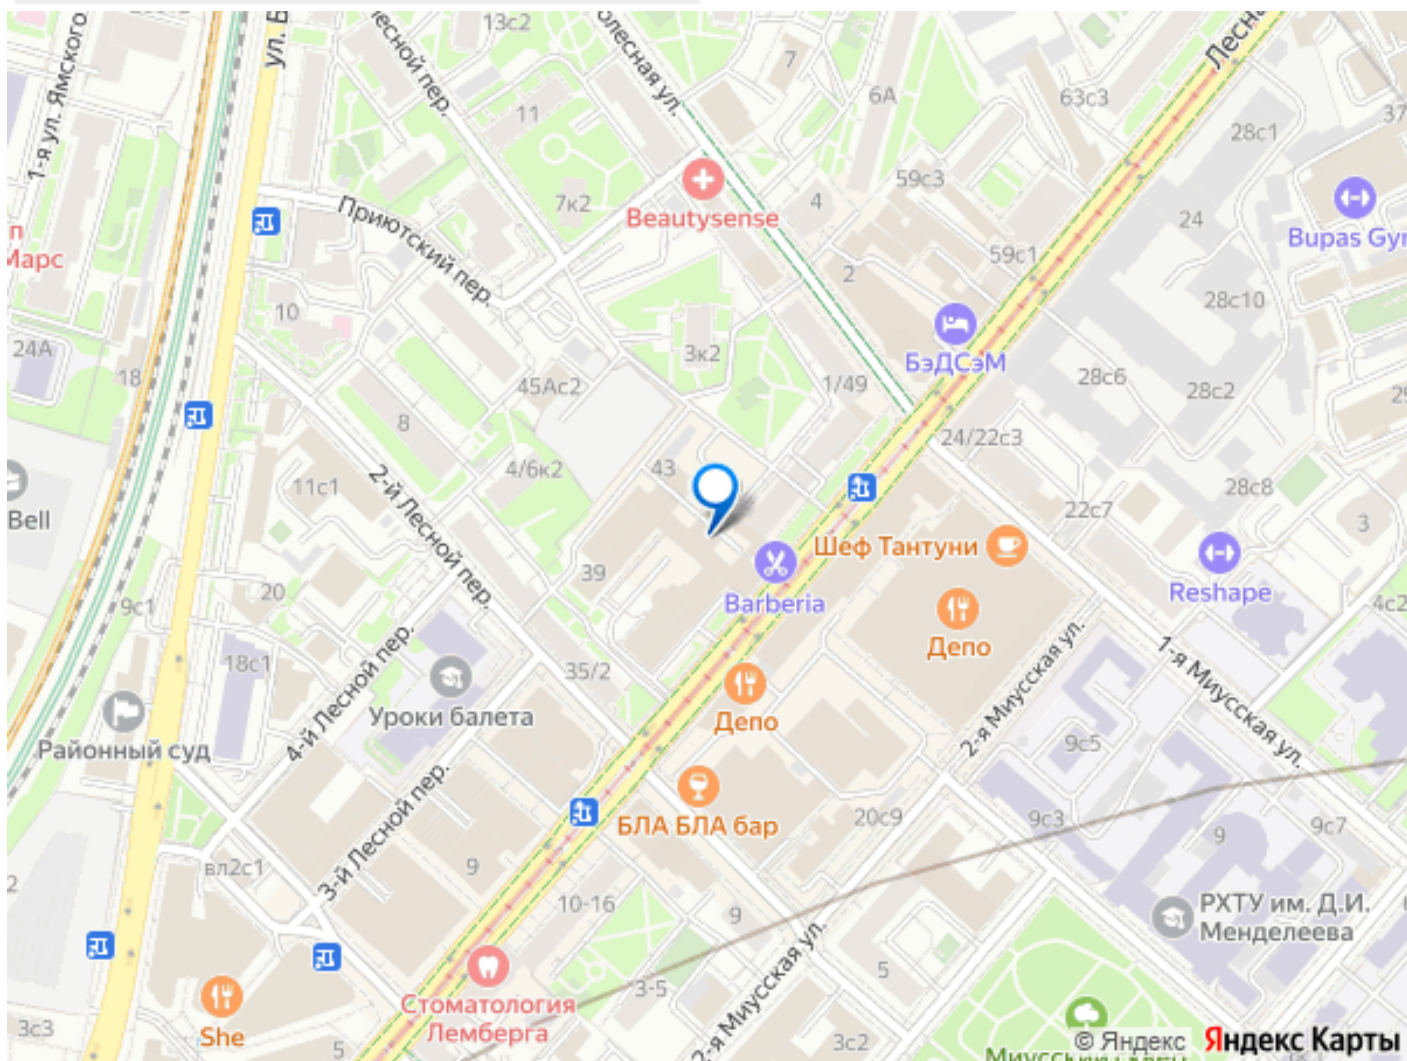 13с2
ул. Б
Лесна
1-я ул. Ямского
Лесной пер.
олесная ул.
7
6А
63с3
37
11
28с1
59с3
Beautysense
7к2
4
24
п
Марс
Приютский пер.
Bupas Gyr
2
59с1
28с10
10
БэДСэМ
24А
18
3к2
45Ас2
1/49
28с6
28с2
29
8
24/22с3
43
4/6к2
2-й Лесной пер.
11с1
28с8
Bell
22с7
3
Шеф Тантуни
39
Barberia
Reshape
20
9с1
4с2
Депо
18с1
35/2
4-й Лесной пер.
Уроки балета
Депо
2-я Миусская ул.
1-я Миусская ул.
Районный суд
9с5
3-й Лесной пер.
БЛА БЛА бар
20с9
9с3
9
9с7
вл2с1
9
2
10-16
9
РХТУ им. Д.И.
Менделеева
5
3-5
2-я Миусская ул.
Стоматология
Лемберга
She
3с3
5
3с2
© Яндекс Яндекс Карты